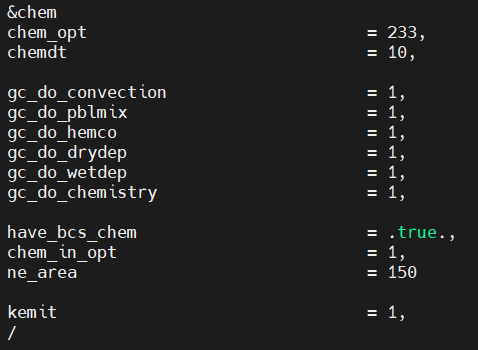 &chem
chem_opt = 233,
chemdt = 10,
gc_do_convection = 1,
gc_do_pblmix = 1,
gc_do_hemco = 1,
gc_do_drydep = 1,
gc_do_wetdep = 1,
gc_do_chemistry = 1,
have_bcs_chem = .true.,
chem_in_opt = 1,
ne_area = 150
kemit = 1,
/